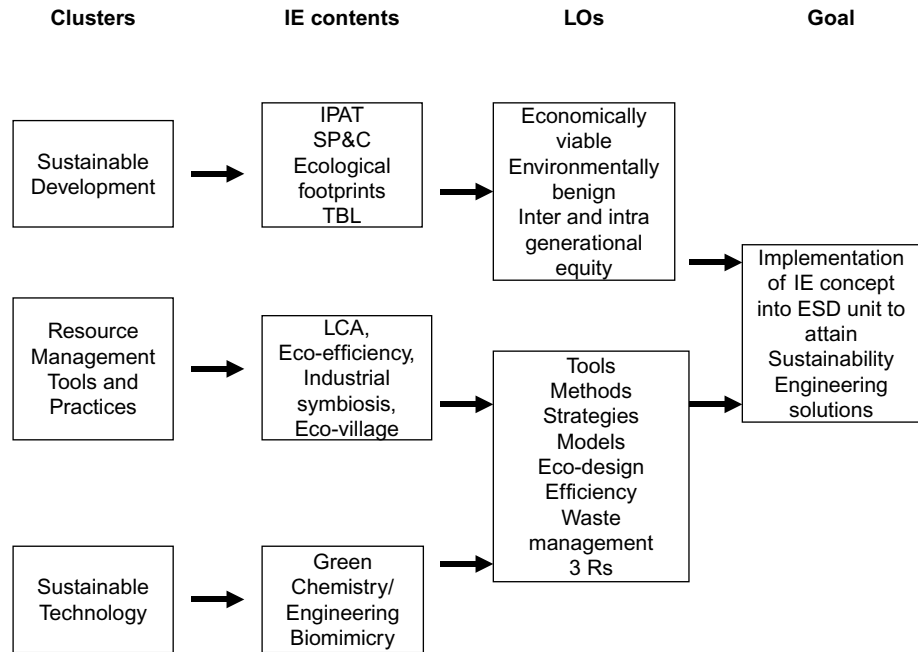 Clusters
IE contents
LOs
Goal
Sustainable
Development
IPAT
SP&C
Ecological
footprints
TBL
Economically
viable
Environmentally
benign
Inter and intra
generational
equity
Resource
Management
Tools and
Practices
LCA,
Eco-efficiency,
Industrial
symbiosis,
Eco-village
Tools
Methods
Strategies
Models
Eco-design
Efficiency
Waste
management
3 Rs
Sustainable
Technology
Green
Chemistry/
Engineering
Biomimicry
Implementation
of IE concept
into ESD unit to
attain
Sustainability
Engineering
solutions